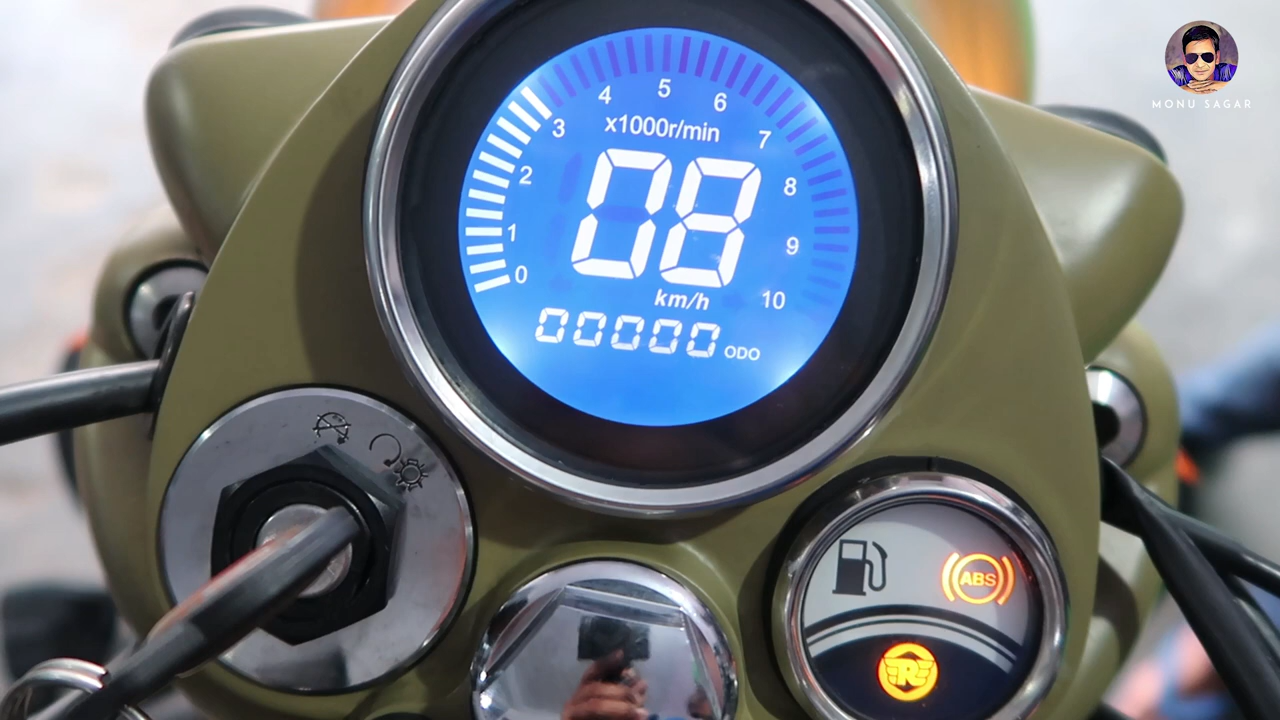 MONU SAGAR
4 5 6
3 x1000r/min 7
2 8
1 08 9
0 km/h 10
00000 ODO
ABS
R